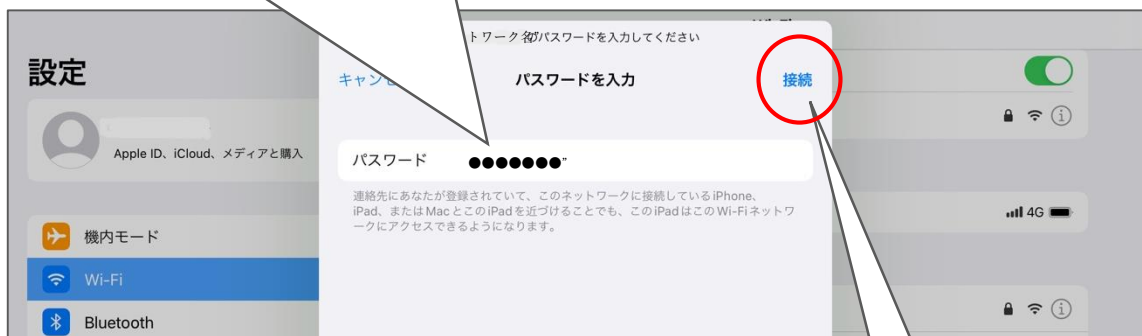 トワーク名のパスワードを入力してください
設定
パスワードを入力
接続
Apple ID、iCloud、メディアと購入
パスワード ●●●●●●●
連絡先にあなたが登録されていて、このネットワークに接続しているiPhone、
iPad、またはMacとこのiPadを近づけることでも、このiPadはこのWi-Fiネットワ
ークにアクセスできるようになります。
4G
機内モード
Wi-Fi
Bluetooth